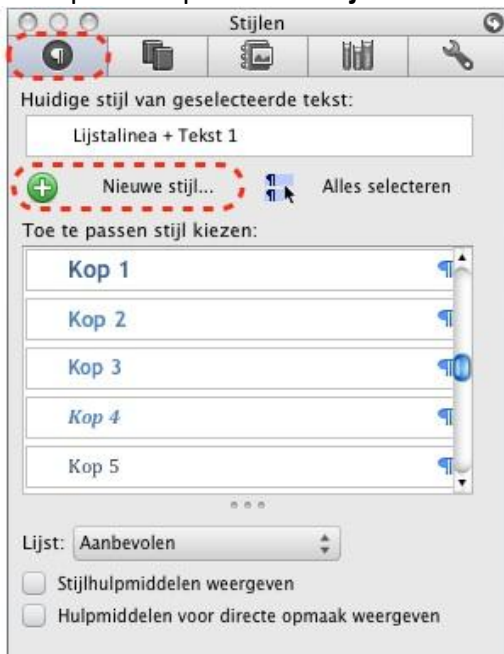 Stijlen
Huidige stijl van geselecteerde tekst:
Lijstalinea + Tekst 1
Nieuwe stijl...
Alles selecteren
Toe te passen stijl kiezen:
Kop 1
Kop 2
Kop 3
Kop 4
Kop 5
Lijst: Aanbevolen
Stijlhulpmiddelen weergeven
Hulpmiddelen voor directe opmaak weergeven